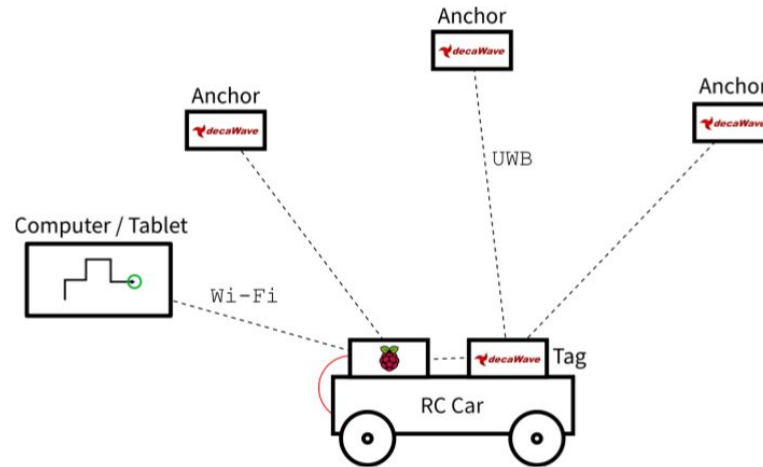 Anchor
decaWave
Anchor
decaWave
Anchor
decaWave
UWB
Computer / Tablet
Wi-Fi
decaWave
Tag
RC Car